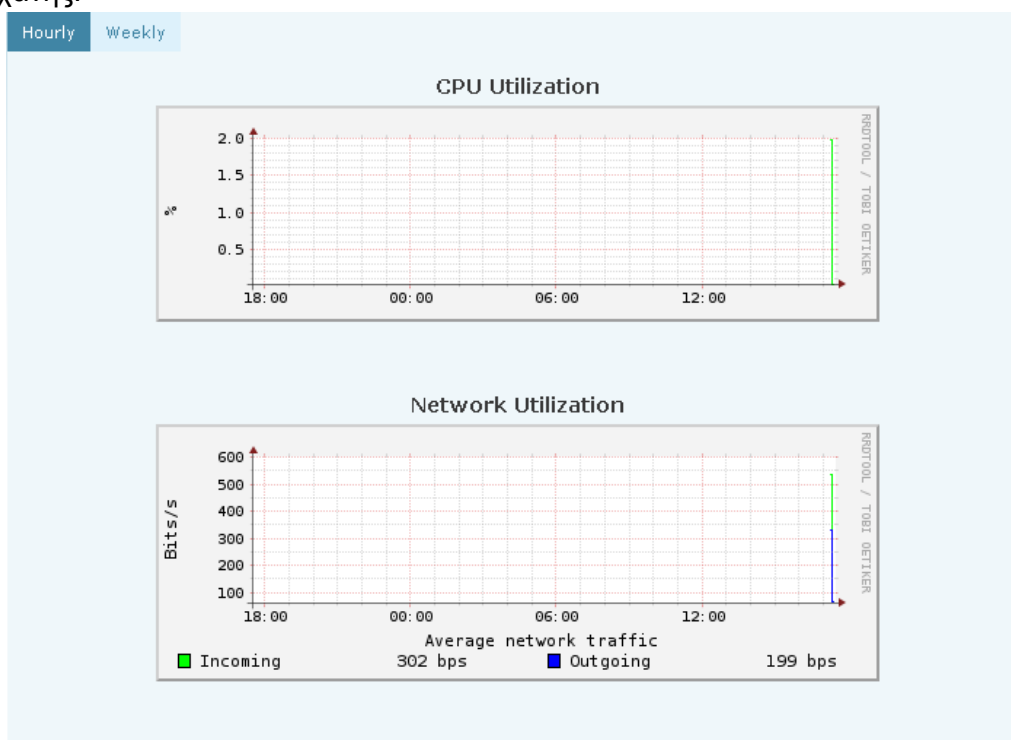 Hourly Weekly
CPU Utilization
2.0
1.5
1.0
0.5
%
18:00 00:00 06:00 12:00
RRDTOOL / TOBI OETIKER
Network Utilization
600
500
400
300
200
100
Bits/s
18:00 00:00 06:00 12:00
RRDTOOL / TOBI OETIKER
Average network traffic
Incoming 302 bps Outgoing 199 bps